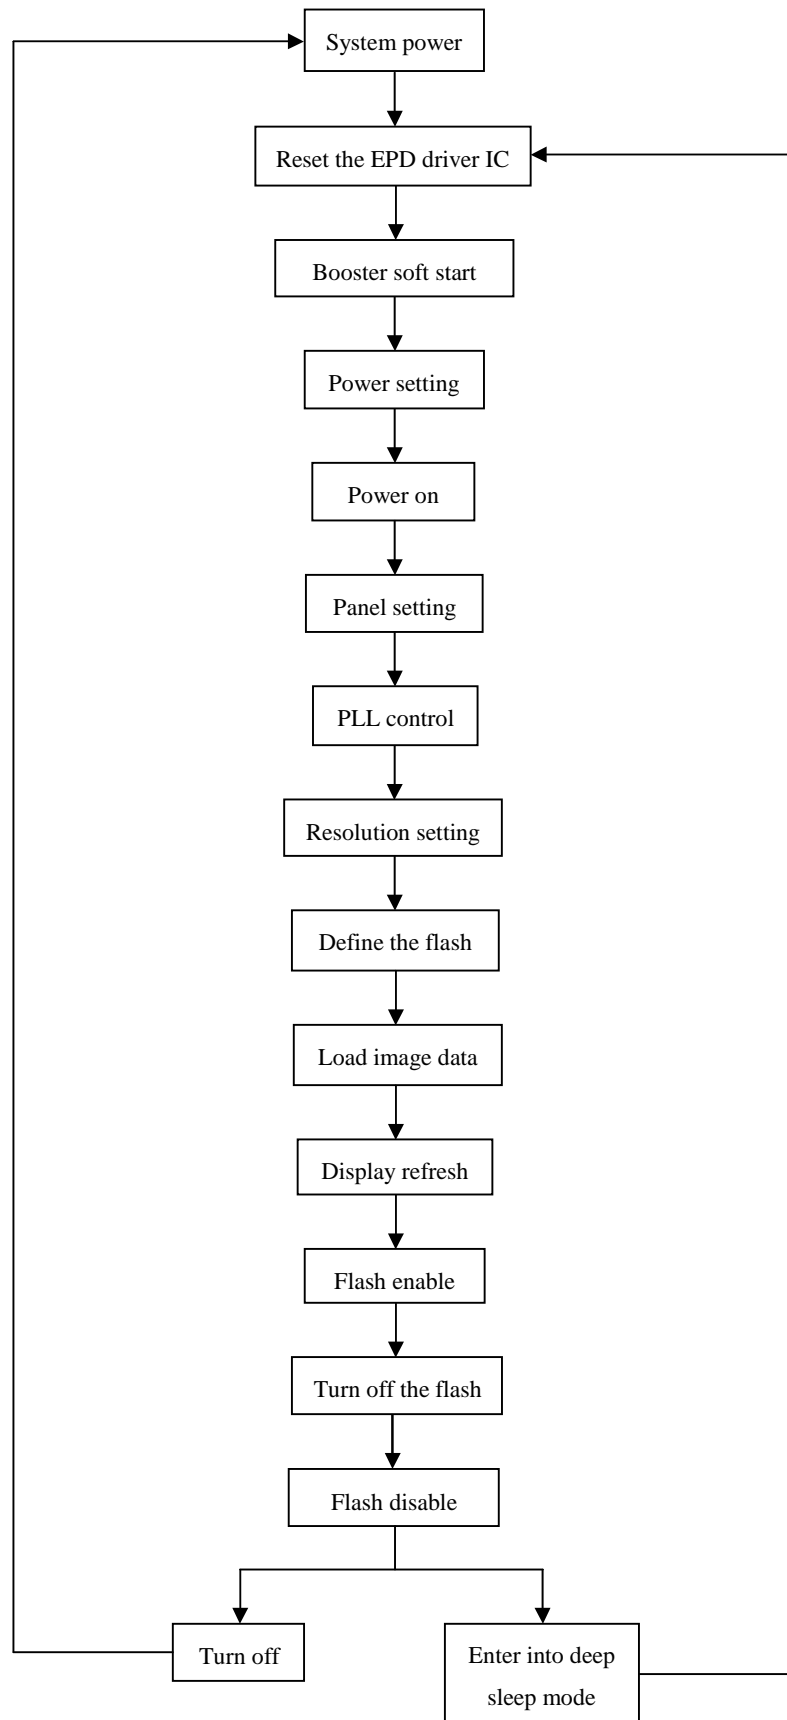 System power
Reset the EPD driver IC
Booster soft start
Power setting
Power on
Panel setting
PLL control
Resolution setting
Define the flash
Load image data
Display refresh
Flash enable
Turn off the flash
Flash disable
Turn off
Enter into deep
sleep mode